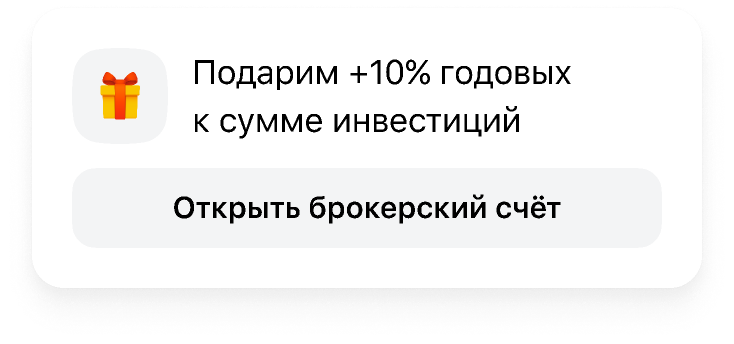 Подарим +10% годовых
к сумме инвестиций
Открыть брокерский счёт